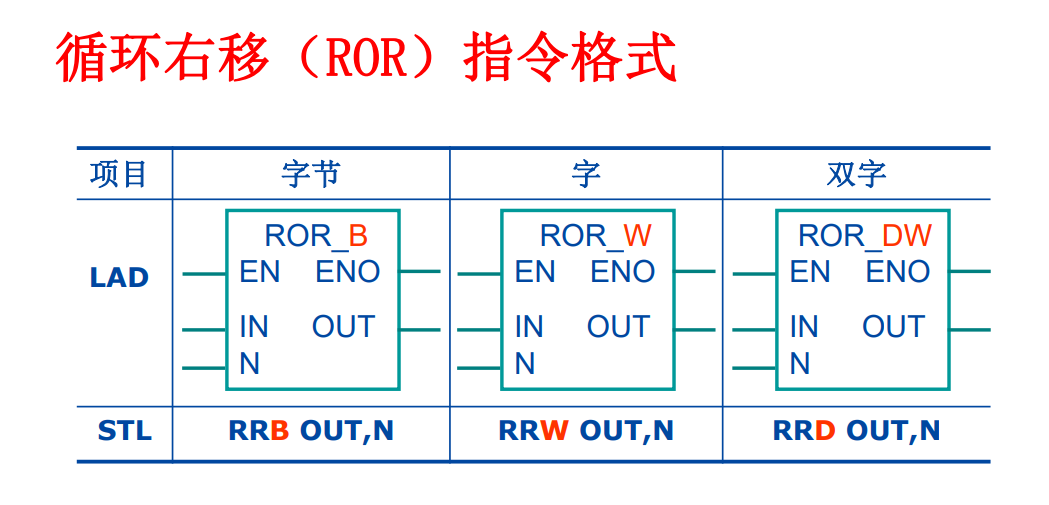 循环右移（ROR）指令格式
项目 字节 字 双字
LAD
ROR_B ROR_W ROR_DW
EN ENO EN ENO EN ENO
IN OUT IN OUT IN OUT
N N N
STL RRB OUT,N RRW OUT,N RRD OUT,N